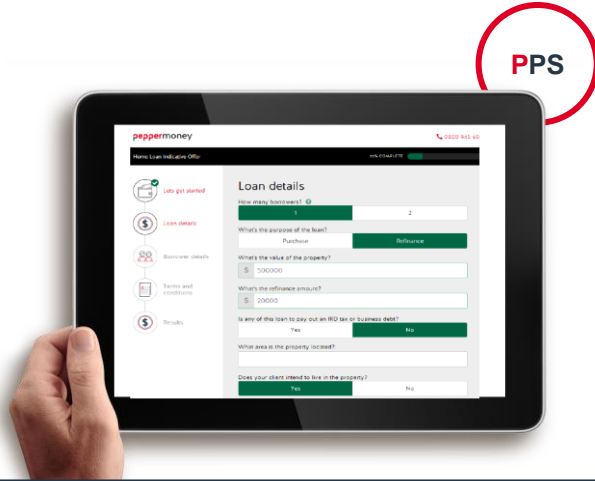 PPS
peppermoney
0800 945 60
Home Loan Indicative Offer
COMPLETE
Lets get started
Loan details
Borrower details
Terms and
conditions
Results
Loan details
How many borrowers?
1
2
What's the purpose of the loan?
Purchase
Refinance
What's the value of the property?
$ 500000
What's the refinance amount?
$ 20000
Is any of this loan to pay out an IRD tax or business debt?
Yes
No
What area is the property located?
Does your client intend to live in the property?
Yes
No